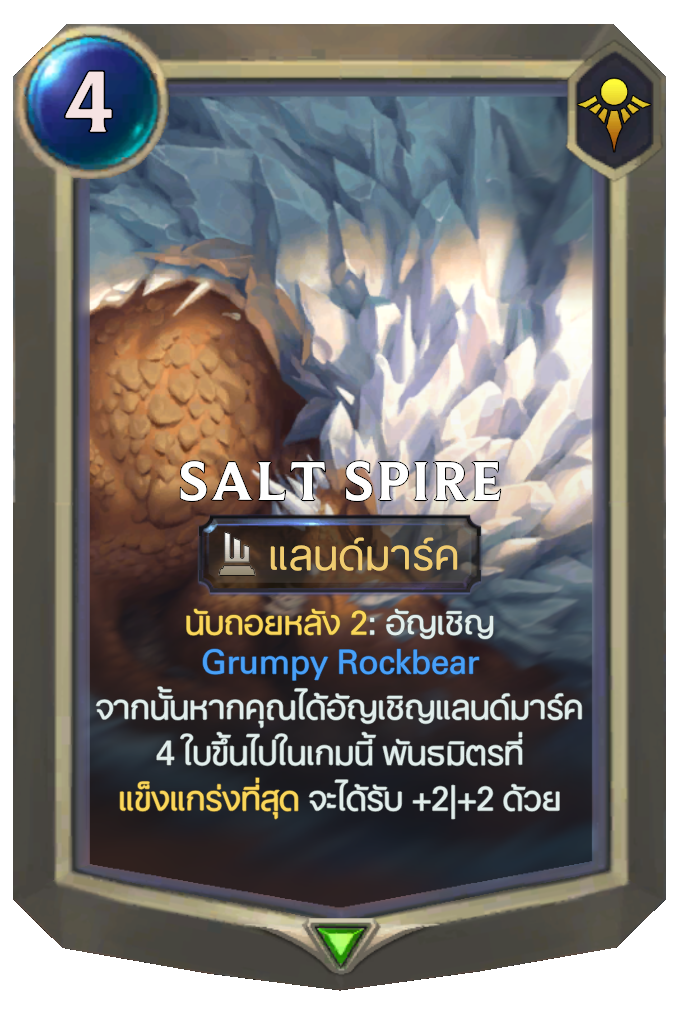 4
SALT SPIRE
แลนด์มาร์ค
นับถอยหลัง 2: อัญเชิญ
Grumpy Rockbear
จากนั้นหากคุณได้อัญเชิญแลนด์มาร์ค
4 ใบขึ้นไปในเกมนี้ พันธมิตรที่
แข็งแกร่งที่สุด จะได้รับ +2|+2 ด้วย